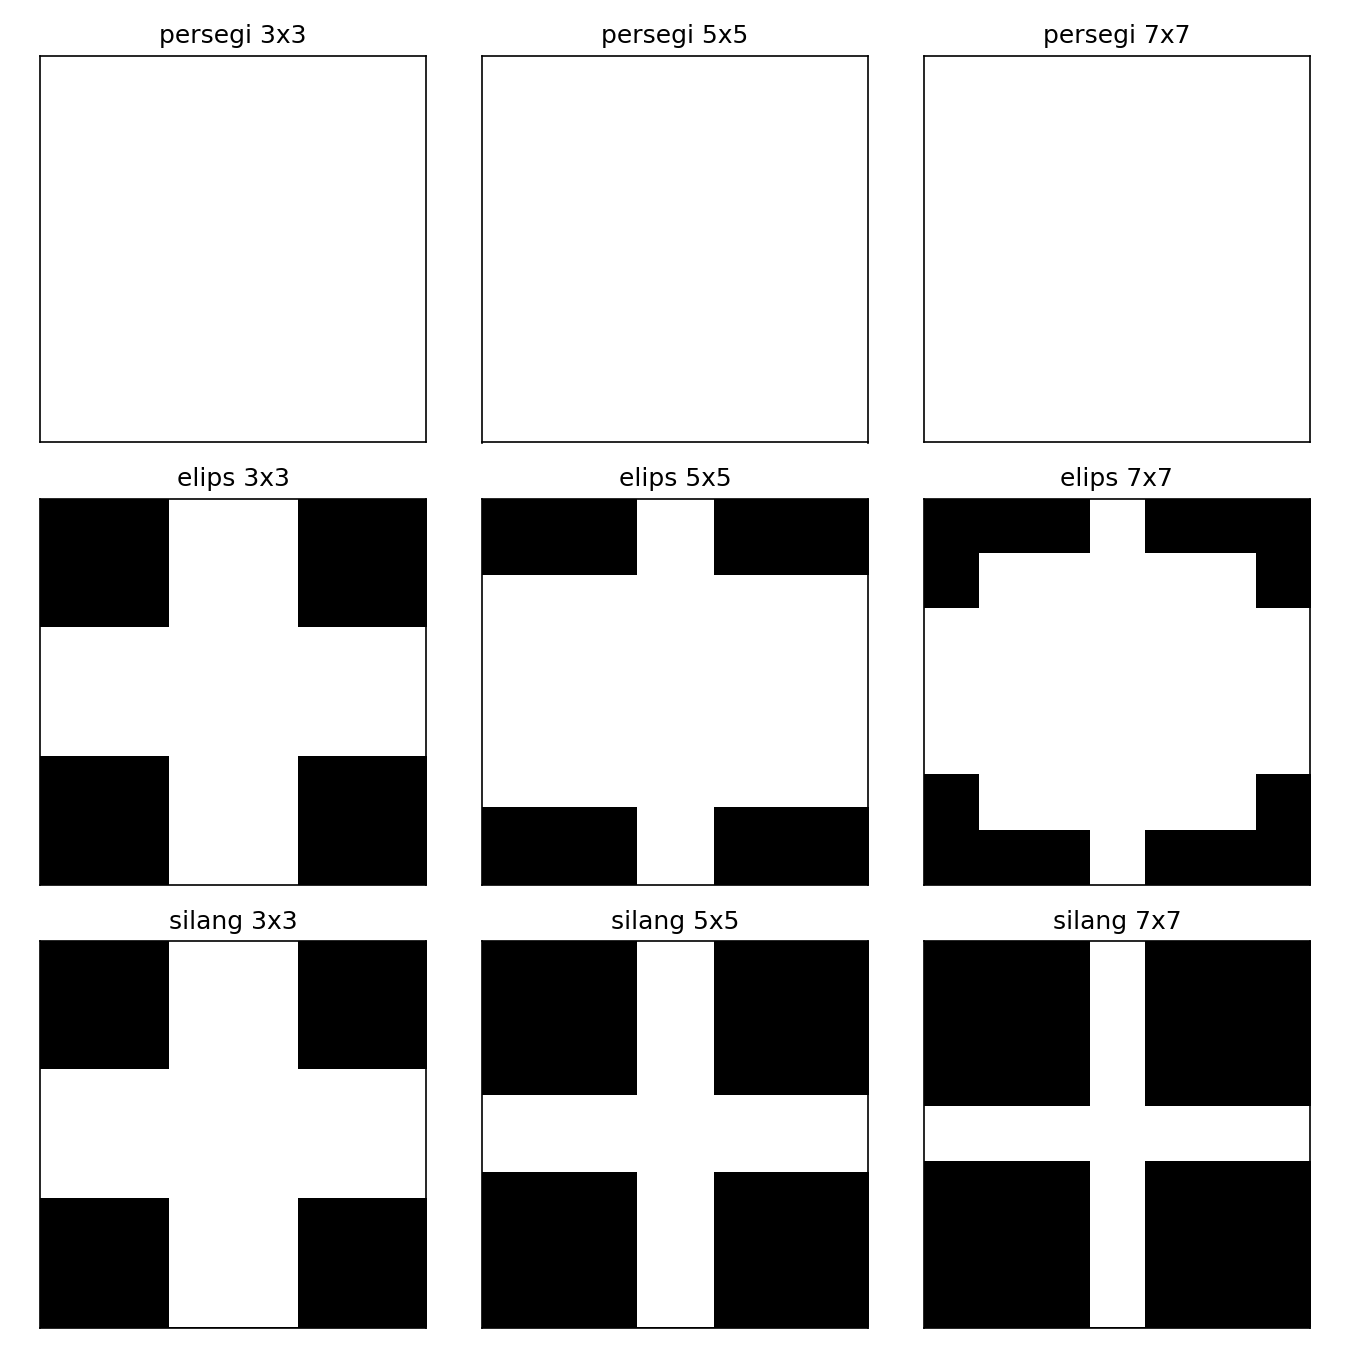 persegi 3x3
persegi 5x5
persegi 7x7
elips 3x3
elips 5x5
elips 7x7
silang 3x3
silang 5x5
silang 7x7